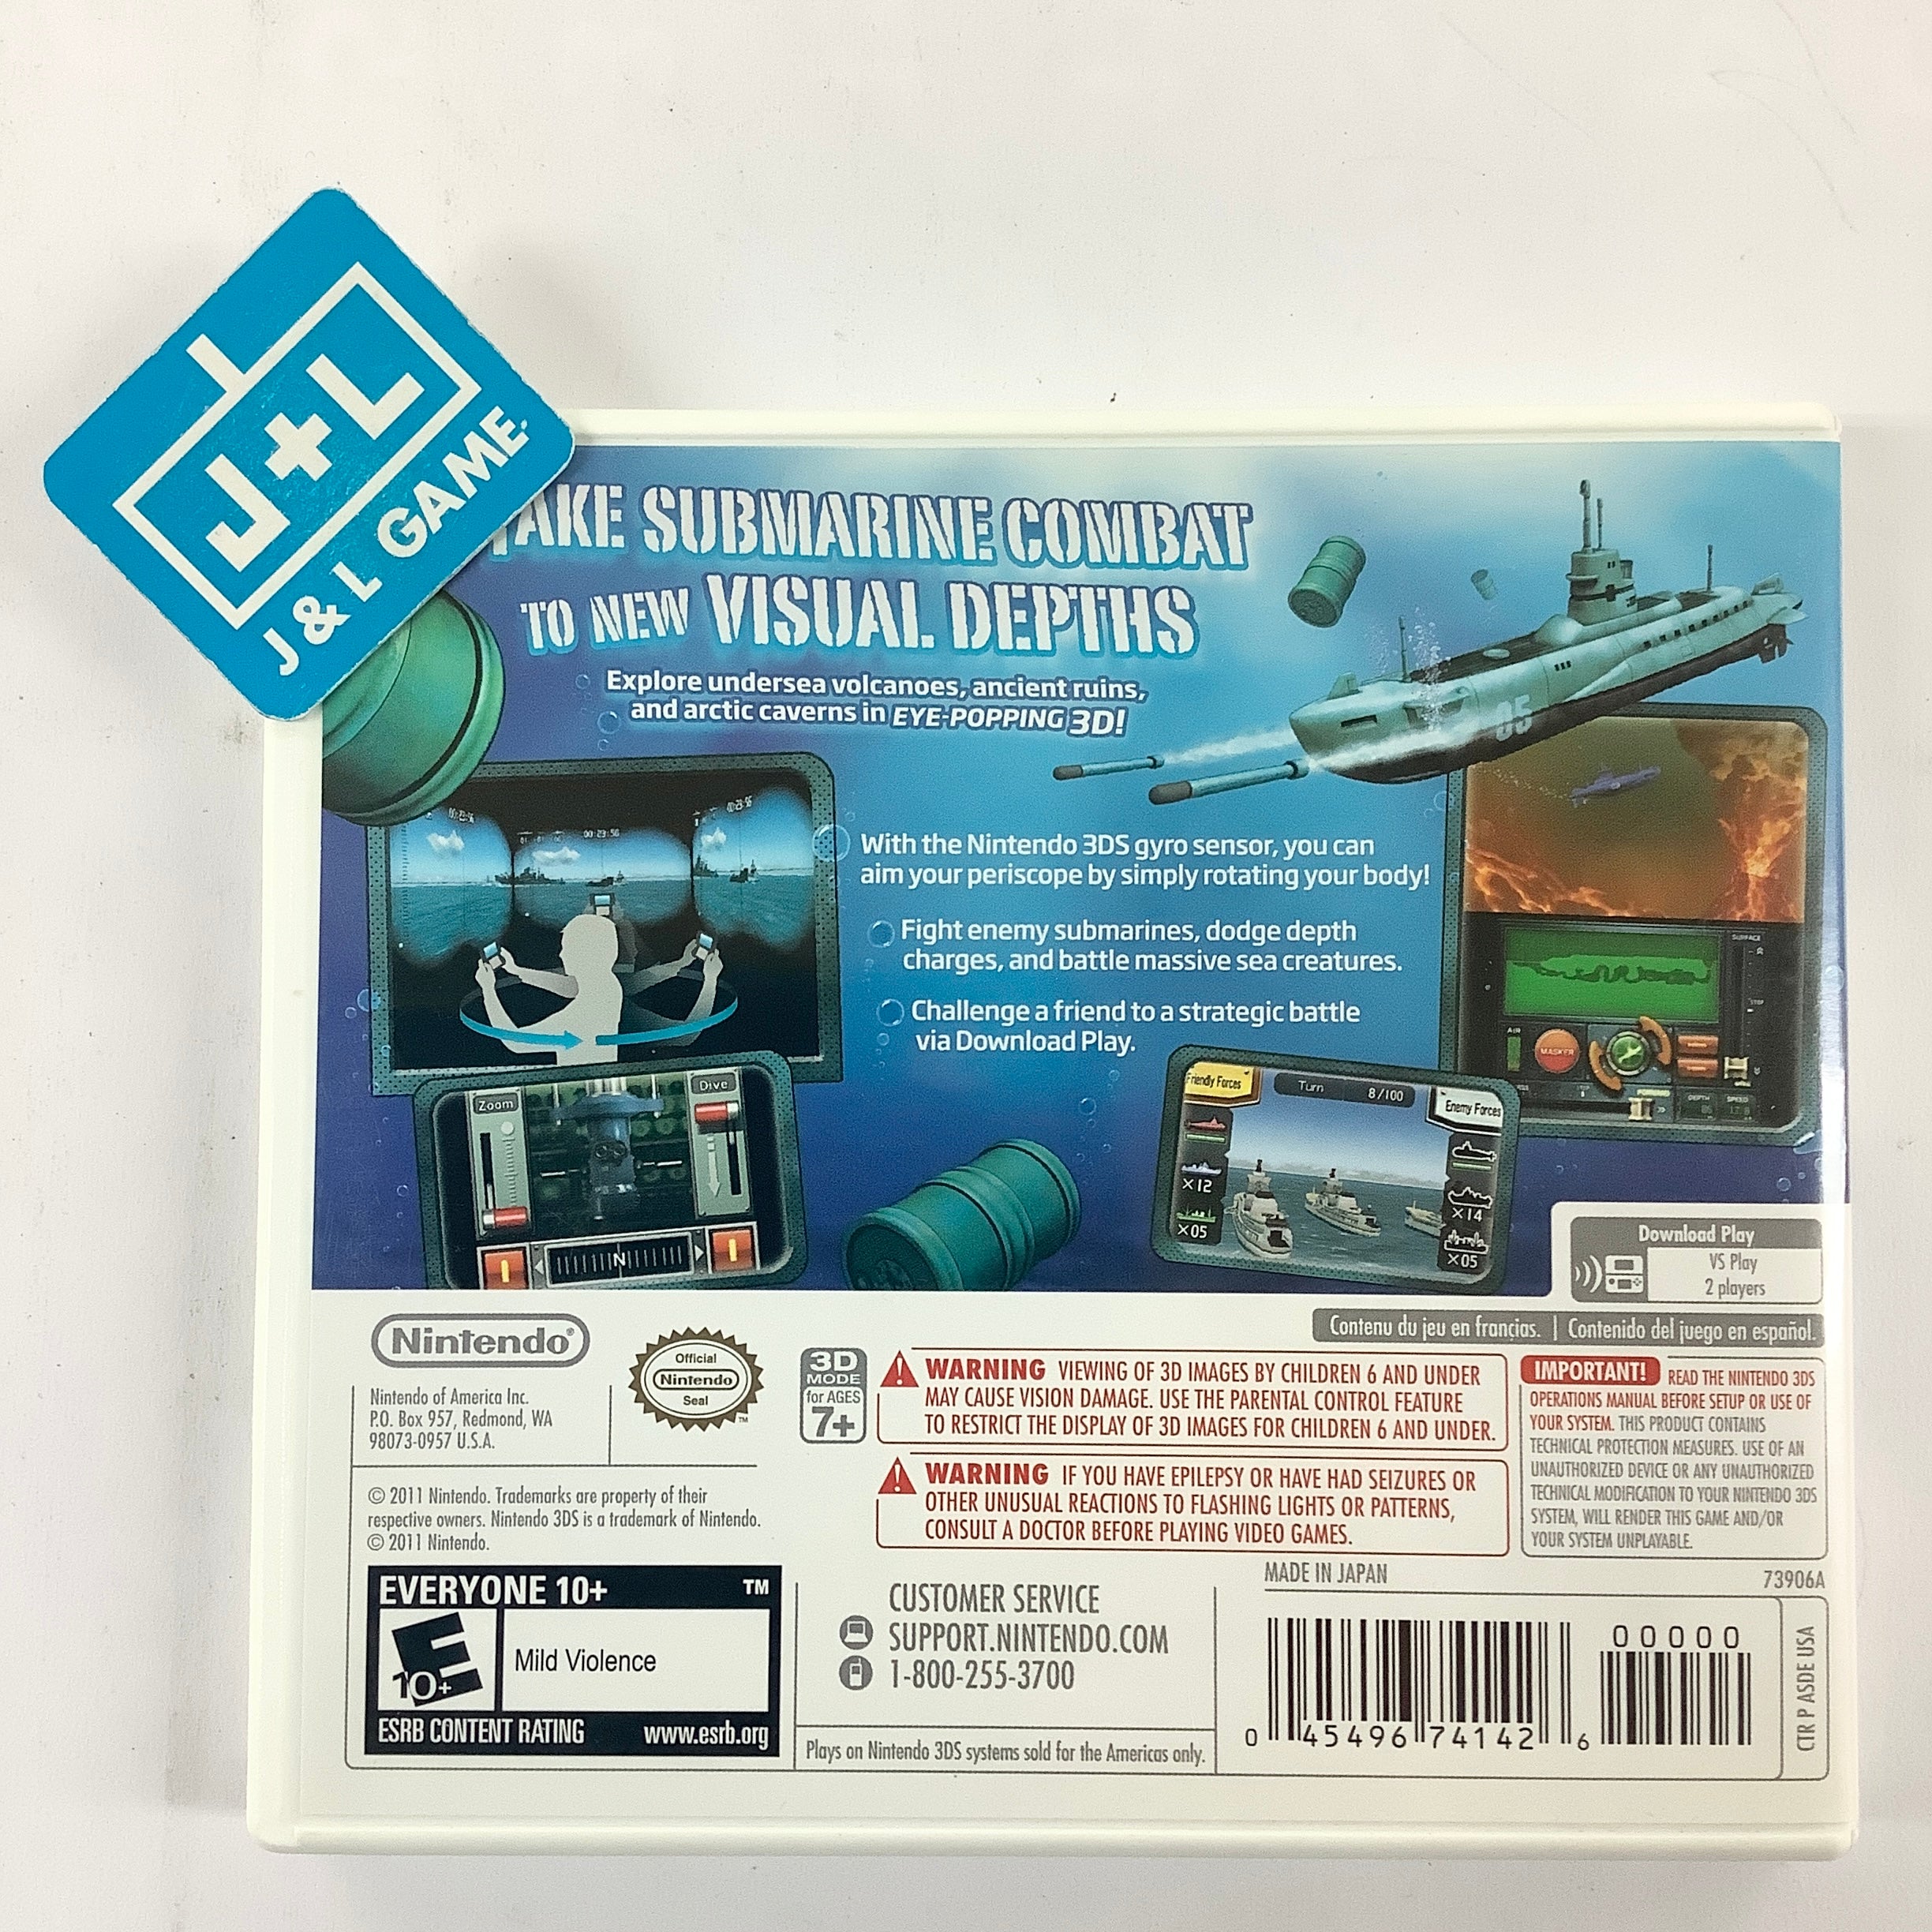 J+L
J & L GAME
TAKE SUBMARINE COMBAT
TO NEW VISUAL DEPTHS
Explore undersea volcanoes, ancient ruins,
and arctic caverns in EYE-POPPING 3D!
05
00:23:56
With the Nintendo 3DS gyro sensor, you can
aim your periscope by simply rotating your body!
Fight enemy submarines, dodge depth
charges, and battle massive sea creatures.
Challenge a friend to a strategic battle
via Download Play.
SURFACE
STOP
AIR
MASKER
DEPTH
SPEED
Zoom
Dive
N
Friendly Forces
Turn 8/100
Enemy Forces
×12
×05
×14
×05
Download Play
VS Play
2 players
Contenu du jeu en français. | Contenido del juego en español.
Nintendo®
Nintendo of America Inc.
P.O. Box 957, Redmond, WA
98073-0957 U.S.A.
Official
Nintendo
Seal
TM
3D
MODE
for AGES
7+
WARNING VIEWING OF 3D IMAGES BY CHILDREN 6 AND UNDER
MAY CAUSE VISION DAMAGE. USE THE PARENTAL CONTROL FEATURE
TO RESTRICT THE DISPLAY OF 3D IMAGES FOR CHILDREN 6 AND UNDER.
WARNING IF YOU HAVE EPILEPSY OR HAVE HAD SEIZURES OR
OTHER UNUSUAL REACTIONS TO FLASHING LIGHTS OR PATTERNS,
CONSULT A DOCTOR BEFORE PLAYING VIDEO GAMES.
IMPORTANT! READ THE NINTENDO 3DS
OPERATIONS MANUAL BEFORE SETUP OR USE OF
YOUR SYSTEM. THIS PRODUCT CONTAINS
TECHNICAL PROTECTION MEASURES. USE OF AN
UNAUTHORIZED DEVICE OR ANY UNAUTHORIZED
TECHNICAL MODIFICATION TO YOUR NINTENDO 3DS
SYSTEM, WILL RENDER THIS GAME AND/OR
YOUR SYSTEM UNPLAYABLE.
© 2011 Nintendo. Trademarks are property of their
respective owners. Nintendo 3DS is a trademark of Nintendo.
© 2011 Nintendo.
EVERYONE 10+ TM
E
10+
Mild Violence
ESRB CONTENT RATING www.esrb.org
CUSTOMER SERVICE
SUPPORT.NINTENDO.COM
1-800-255-3700
Plays on Nintendo 3DS systems sold for the Americas only.
MADE IN JAPAN
73906A
00000
0 45496 74142 6
CTR P ASDE USA